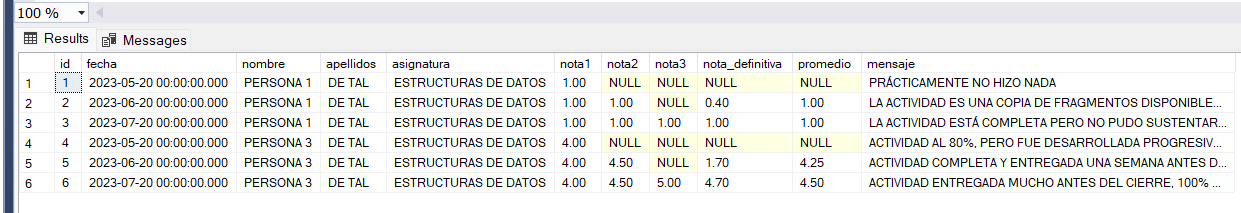 100 %
Results Messages
id fecha nombre apellidos asignatura nota1 nota2 nota3 nota_definitiva promedio mensaje
1 1 2023-05-20 00:00:00.000 PERSONA 1 DE TAL ESTRUCTURAS DE DATOS 1.00 NULL NULL NULL NULL PRÁCTICAMENTE NO HIZO NADA
2 2 2023-06-20 00:00:00.000 PERSONA 1 DE TAL ESTRUCTURAS DE DATOS 1.00 1.00 NULL 0.40 1.00 LA ACTIVIDAD ES UNA COPIA DE FRAGMENTOS DISPONIBLE...
3 3 2023-07-20 00:00:00.000 PERSONA 1 DE TAL ESTRUCTURAS DE DATOS 1.00 1.00 1.00 1.00 1.00 LA ACTIVIDAD ESTÁ COMPLETA PERO NO PUDO SUSTENTAR...
4 4 2023-05-20 00:00:00.000 PERSONA 3 DE TAL ESTRUCTURAS DE DATOS 4.00 NULL NULL NULL NULL ACTIVIDAD AL 80%, PERO FUE DESARROLLADA PROGRESIV...
5 5 2023-06-20 00:00:00.000 PERSONA 3 DE TAL ESTRUCTURAS DE DATOS 4.00 4.50 NULL 1.70 4.25 ACTIVIDAD COMPLETA Y ENTREGADA UNA SEMANA ANTES D...
6 6 2023-07-20 00:00:00.000 PERSONA 3 DE TAL ESTRUCTURAS DE DATOS 4.00 4.50 5.00 4.70 4.50 ACTIVIDAD ENTREGADA MUCHO ANTES DEL CIERRE, 100% ...